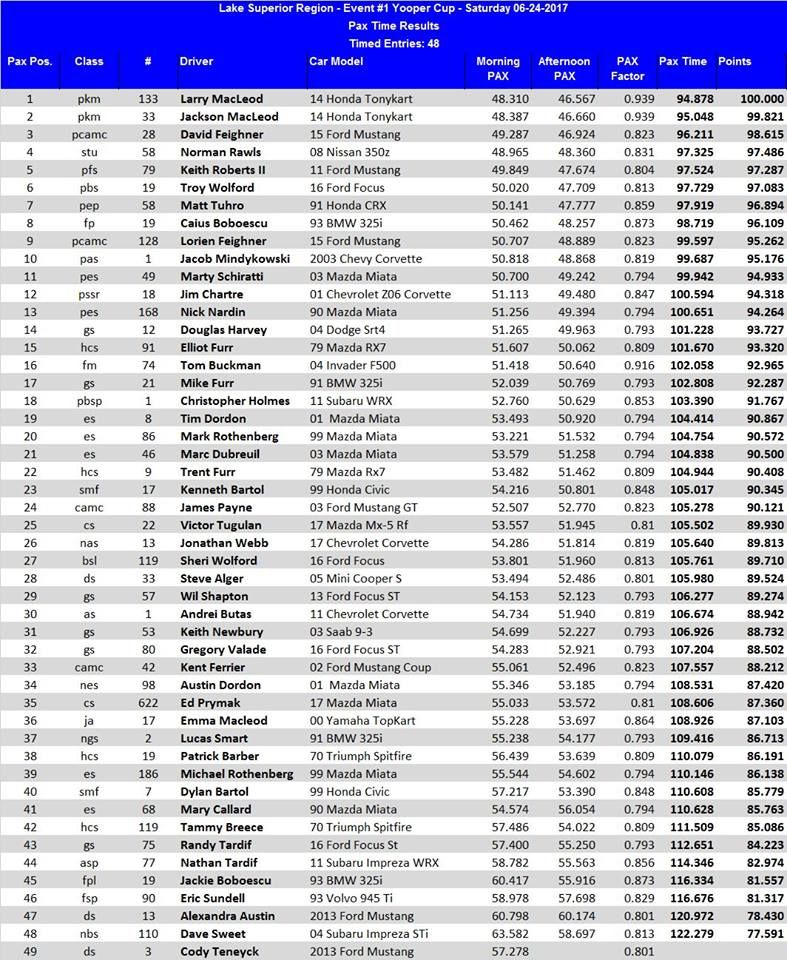 Lake Superior Region - Event #1 Yooper Cup - Saturday 06-24-2017
Pax Time Results
Timed Entries: 48
Pax Pos. Class # Driver Car Model Morning PAX Afternoon PAX PAX Factor Pax Time Points
1 pkm 133 Larry MacLeod 14 Honda Tonykart 48.310 46.567 0.939 94.878 100.000
2 pkm 33 Jackson MacLeod 14 Honda Tonykart 48.387 46.660 0.939 95.048 99.821
3 pcamc 28 David Feighner 15 Ford Mustang 49.287 46.924 0.823 96.211 98.615
4 stu 58 Norman Rawls 08 Nissan 350z 48.965 48.360 0.831 97.325 97.486
5 pfs 79 Keith Roberts II 11 Ford Mustang 49.849 47.674 0.804 97.524 97.287
6 pbs 19 Troy Wolford 16 Ford Focus 50.020 47.709 0.813 97.729 97.083
7 pep 58 Matt Tuhro 91 Honda CRX 50.141 47.777 0.859 97.919 96.894
8 fp 19 Caius Boboescu 93 BMW 325i 50.462 48.257 0.873 98.719 96.109
9 pcamc 128 Lorien Feighner 15 Ford Mustang 50.707 48.889 0.823 99.597 95.262
10 pas 1 Jacob Mindykowski 2003 Chevy Corvette 50.818 48.868 0.819 99.687 95.176
11 pes 49 Marty Schiratti 03 Mazda Miata 50.700 49.242 0.794 99.942 94.933
12 pssr 18 Jim Chartre 01 Chevrolet Z06 Corvette 51.113 49.480 0.847 100.594 94.318
13 pes 168 Nick Nardin 90 Mazda Miata 51.256 49.394 0.794 100.651 94.264
14 gs 12 Douglas Harvey 04 Dodge Srt4 51.265 49.963 0.793 101.228 93.727
15 hcs 91 Elliot Furr 79 Mazda RX7 51.607 50.062 0.809 101.670 93.320
16 fm 74 Tom Buckman 04 Invader F500 51.418 50.640 0.916 102.058 92.965
17 gs 21 Mike Furr 91 BMW 325i 52.039 50.769 0.793 102.808 92.287
18 pbsp 1 Christopher Holmes 11 Subaru WRX 52.760 50.629 0.853 103.390 91.767
19 es 8 Tim Dordon 01 Mazda Miata 53.493 50.920 0.794 104.414 90.867
20 es 86 Mark Rothenberg 99 Mazda Miata 53.221 51.532 0.794 104.754 90.572
21 es 46 Marc Dubreuil 03 Mazda Miata 53.579 51.258 0.794 104.838 90.500
22 hcs 9 Trent Furr 79 Mazda Rx7 53.482 51.462 0.809 104.944 90.408
23 smf 17 Kenneth Bartol 99 Honda Civic 54.216 50.801 0.848 105.017 90.345
24 camc 88 James Payne 03 Ford Mustang GT 52.507 52.770 0.823 105.278 90.121
25 cs 22 Victor Tugulan 17 Mazda Mx-5 Rf 53.557 51.945 0.81 105.502 89.930
26 nas 13 Jonathan Webb 17 Chevrolet Corvette 54.286 51.814 0.819 105.640 89.813
27 bsl 119 Sheri Wolford 16 Ford Focus 53.801 51.960 0.813 105.761 89.710
28 ds 33 Steve Alger 05 Mini Cooper S 53.494 52.486 0.801 105.980 89.524
29 gs 57 Wil Shapton 13 Ford Focus ST 54.153 52.123 0.793 106.277 89.274
30 as 1 Andrei Butas 11 Chevrolet Corvette 54.734 51.940 0.819 106.674 88.942
31 gs 53 Keith Newbury 03 Saab 9-3 54.699 52.227 0.793 106.926 88.732
32 gs 80 Gregory Valade 16 Ford Focus ST 54.283 52.921 0.793 107.204 88.502
33 camc 42 Kent Ferrier 02 Ford Mustang Coup 55.061 52.496 0.823 107.557 88.212
34 nes 98 Austin Dordon 01 Mazda Miata 55.346 53.185 0.794 108.531 87.420
35 cs 622 Ed Prymak 17 Mazda Miata 55.033 53.572 0.81 108.606 87.360
36 ja 17 Emma Macleod 00 Yamaha TopKart 55.228 53.697 0.864 108.926 87.103
37 ngs 2 Lucas Smart 91 BMW 325i 55.238 54.177 0.793 109.416 86.713
38 hcs 19 Patrick Barber 70 Triumph Spitfire 56.439 53.639 0.809 110.079 86.191
39 es 186 Michael Rothenberg 99 Mazda Miata 55.544 54.602 0.794 110.146 86.138
40 smf 7 Dylan Bartol 99 Honda Civic 57.217 53.390 0.848 110.608 85.779
41 es 68 Mary Callard 90 Mazda Miata 54.574 56.054 0.794 110.628 85.763
42 hcs 119 Tammy Breece 70 Triumph Spitfire 57.486 54.022 0.809 111.509 85.086
43 gs 75 Randy Tardif 16 Ford Focus St 57.400 55.250 0.793 112.651 84.223
44 asp 77 Nathan Tardif 11 Subaru Impreza WRX 58.782 55.563 0.856 114.346 82.974
45 fpl 19 Jackie Boboescu 93 BMW 325i 60.417 55.916 0.873 116.334 81.557
46 fsp 90 Eric Sundell 93 Volvo 945 Ti 58.978 57.698 0.829 116.676 81.317
47 ds 13 Alexandra Austin 2013 Ford Mustang 60.798 60.174 0.801 120.972 78.430
48 nbs 110 Dave Sweet 04 Subaru Impreza STi 63.582 58.697 0.813 122.279 77.591
49 ds 3 Cody Teneyck 2013 Ford Mustang 57.278 0.801